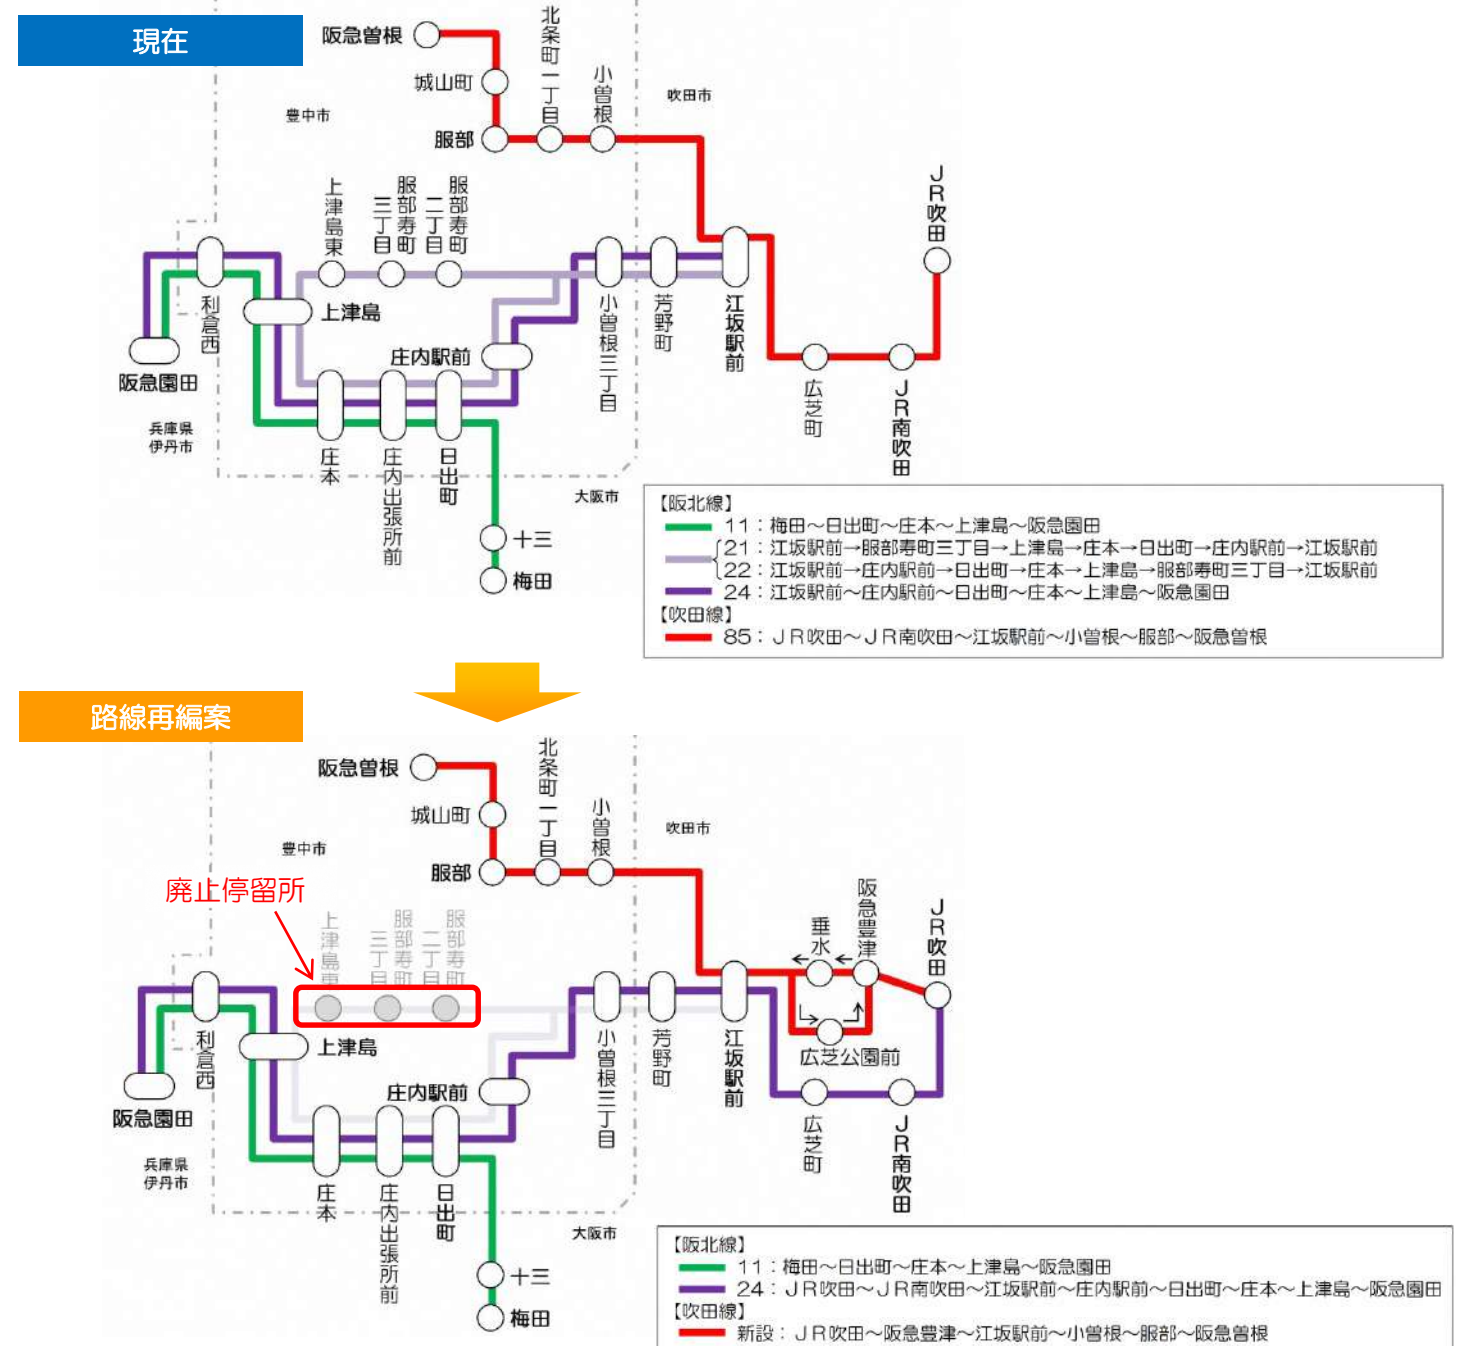 現在
阪急曽根
城山町
服部
北条町一丁目
小曽根
豊中市
吹田市
上津島東
服部寿町三丁目
服部寿町二丁目
JR吹田
利倉西
上津島
阪急園田
庄内駅前
小曽根三丁目
芳野町
江坂駅前
広芝町
JR南吹田
兵庫県
伊丹市
庄本
庄内出張所前
日出町
大阪市
十三
梅田
【阪北線】
11：梅田～日出町～庄本～上津島～阪急園田
21：江坂駅前→服部寿町三丁目→上津島→庄本→日出町→庄内駅前→江坂駅前
22：江坂駅前→庄内駅前→日出町→庄本→上津島→服部寿町三丁目→江坂駅前
24：江坂駅前～庄内駅前～日出町～庄本～上津島～阪急園田
【吹田線】
85：ＪＲ吹田～ＪＲ南吹田～江坂駅前～小曽根～服部～阪急曽根
路線再編案
阪急曽根
城山町
服部
北条町一丁目
小曽根
豊中市
吹田市
廃止停留所
上津島東
服部寿町三丁目
服部寿町二丁目
垂水
阪急豊津
JR吹田
広芝公園前
利倉西
上津島
阪急園田
庄内駅前
小曽根三丁目
芳野町
江坂駅前
広芝町
JR南吹田
兵庫県
伊丹市
庄本
庄内出張所前
日出町
大阪市
十三
梅田
【阪北線】
11：梅田～日出町～庄本～上津島～阪急園田
24：ＪＲ吹田～ＪＲ南吹田～江坂駅前～庄内駅前～日出町～庄本～上津島～阪急園田
【吹田線】
新設：ＪＲ吹田～阪急豊津～江坂駅前～小曽根～服部～阪急曽根